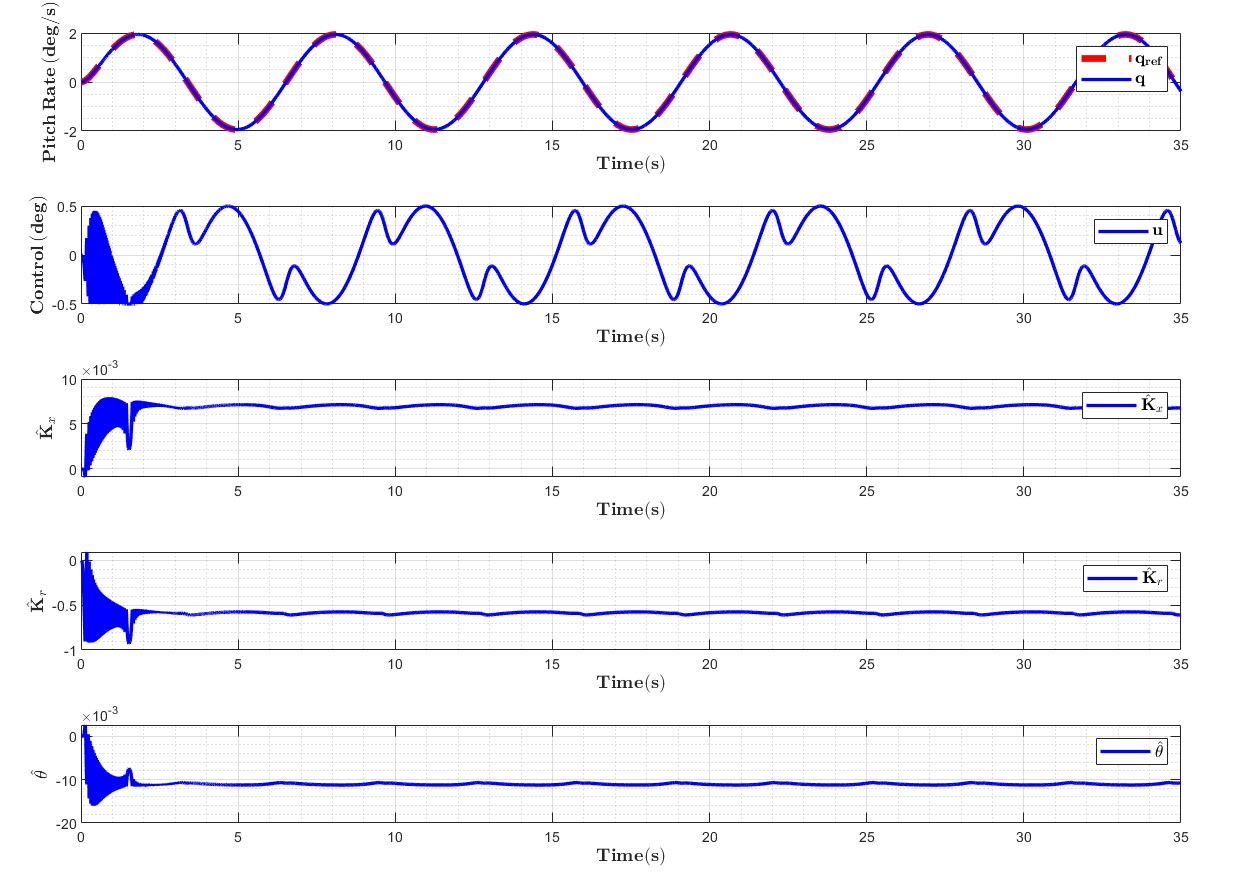 Pitch Rate (deg/s)
2
0
-2
q_ref
q
0 5 10 15 20 25 30 35
Time(s)
Control (deg)
0.5
0
-0.5
u
0 5 10 15 20 25 30 35
Time(s)
×10^-3
K̂_x
10
5
0
K̂_x
0 5 10 15 20 25 30 35
Time(s)
K̂_r
0
-0.5
-1
K̂_r
0 5 10 15 20 25 30 35
Time(s)
×10^-3
θ̂
0
-10
-20
θ̂
0 5 10 15 20 25 30 35
Time(s)